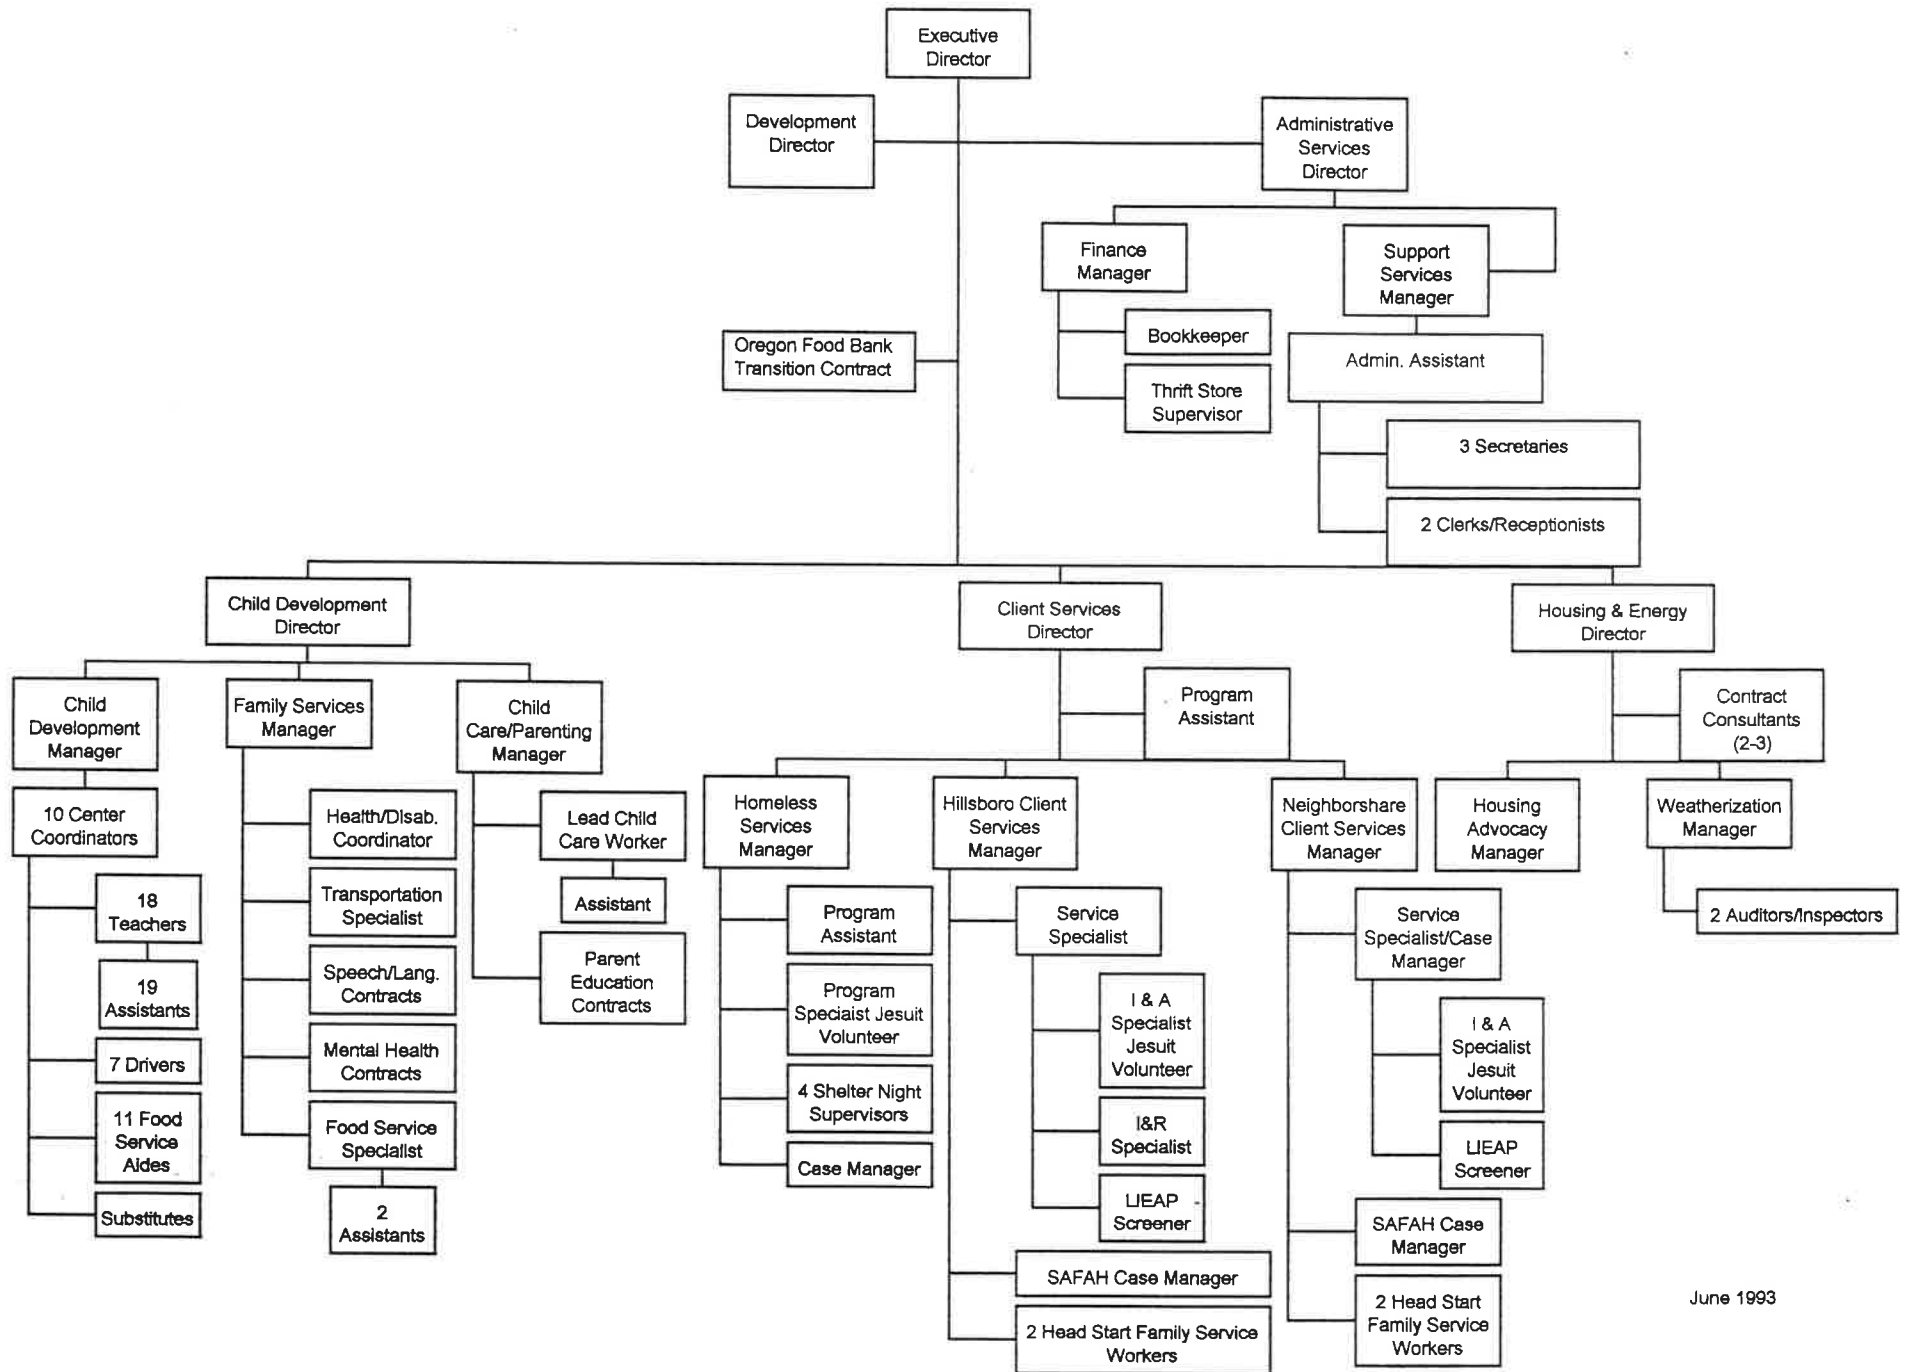 Executive
Director
Development
Director
Administrative
Services
Director
Finance
Manager
Support
Services
Manager
Bookkeeper
Thrift Store
Supervisor
Admin. Assistant
3 Secretaries
2 Clerks/Receptionists
Oregon Food Bank
Transition Contract
Child Development
Director
Client Services
Director
Housing & Energy
Director
Child
Development
Manager
10 Center
Coordinators
18
Teachers
19
Assistants
7 Drivers
11 Food
Service
Aides
Substitutes
Family Services
Manager
Health/Disab.
Coordinator
Transportation
Specialist
Speech/Lang.
Contracts
Mental Health
Contracts
Food Service
Specialist
2
Assistants
Child
Care/Parenting
Manager
Lead Child
Care Worker
Assistant
Parent
Education
Contracts
Program
Assistant
Homeless
Services
Manager
Program
Assistant
Program
Speciaist Jesuit
Volunteer
4 Shelter Night
Supervisors
Case Manager
Hillsboro Client
Services
Manager
Service
Specialist
I & A
Specialist
Jesuit
Volunteer
I&R
Specialist
LIEAP
Screener
SAFAH Case Manager
2 Head Start Family Service
Workers
Neighborshare
Client Services
Manager
Service
Specialist/Case
Manager
I & A
Specialist
Jesuit
Volunteer
LIEAP
Screener
SAFAH Case
Manager
2 Head Start
Family Service
Workers
Contract
Consultants
(2-3)
Housing
Advocacy
Manager
Weatherization
Manager
2 Auditors/Inspectors
June 1993